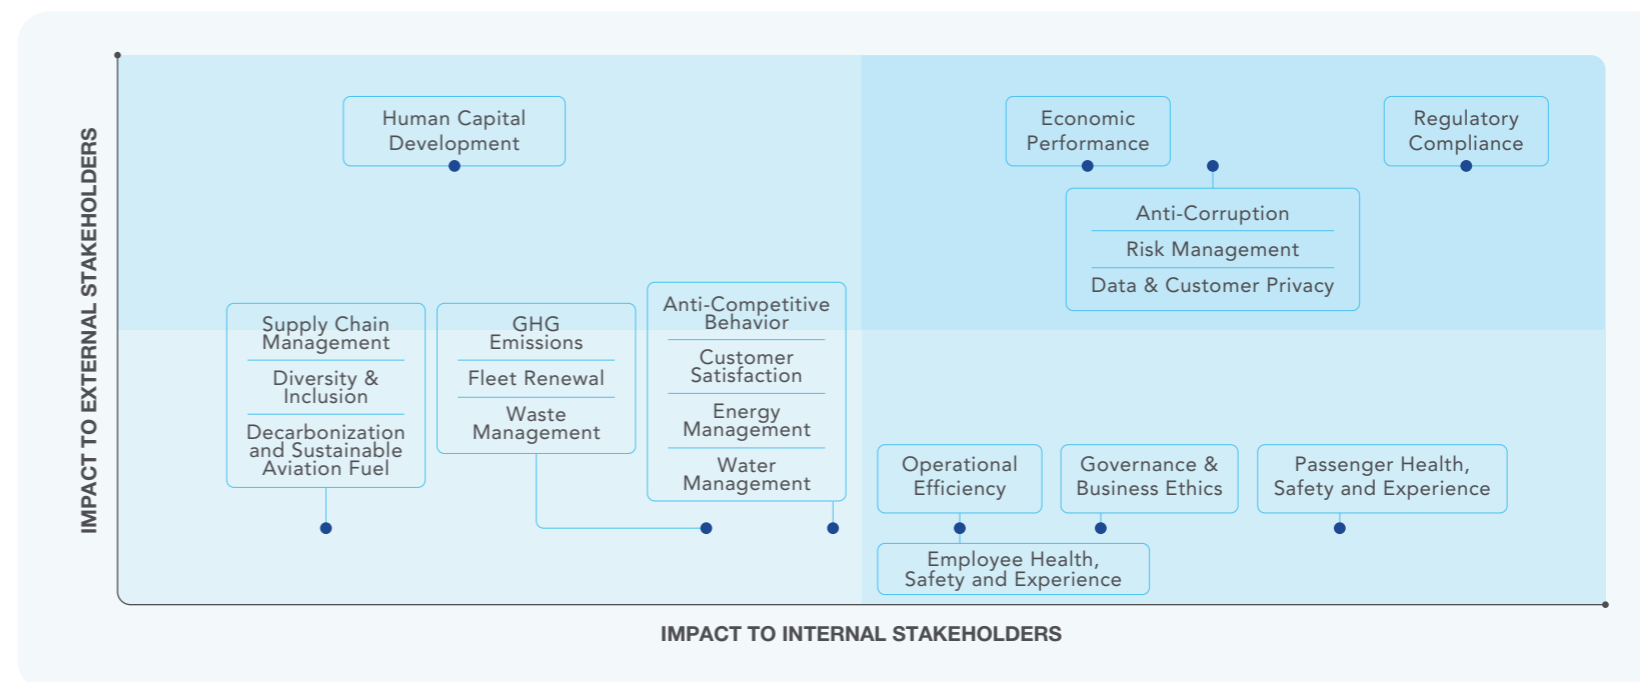 IMPACT TO EXTERNAL STAKEHOLDERS
Human Capital
Development
Economic
Performance
Regulatory
Compliance
Anti-Corruption
Risk Management
Data & Customer Privacy
Supply Chain
Management
Diversity &
Inclusion
Decarbonization
and Sustainable
Aviation Fuel
GHG
Emissions
Fleet Renewal
Waste
Management
Anti-Competitive
Behavior
Customer
Satisfaction
Energy
Management
Water
Management
Operational
Efficiency
Governance &
Business Ethics
Passenger Health,
Safety and Experience
Employee Health,
Safety and Experience
IMPACT TO INTERNAL STAKEHOLDERS